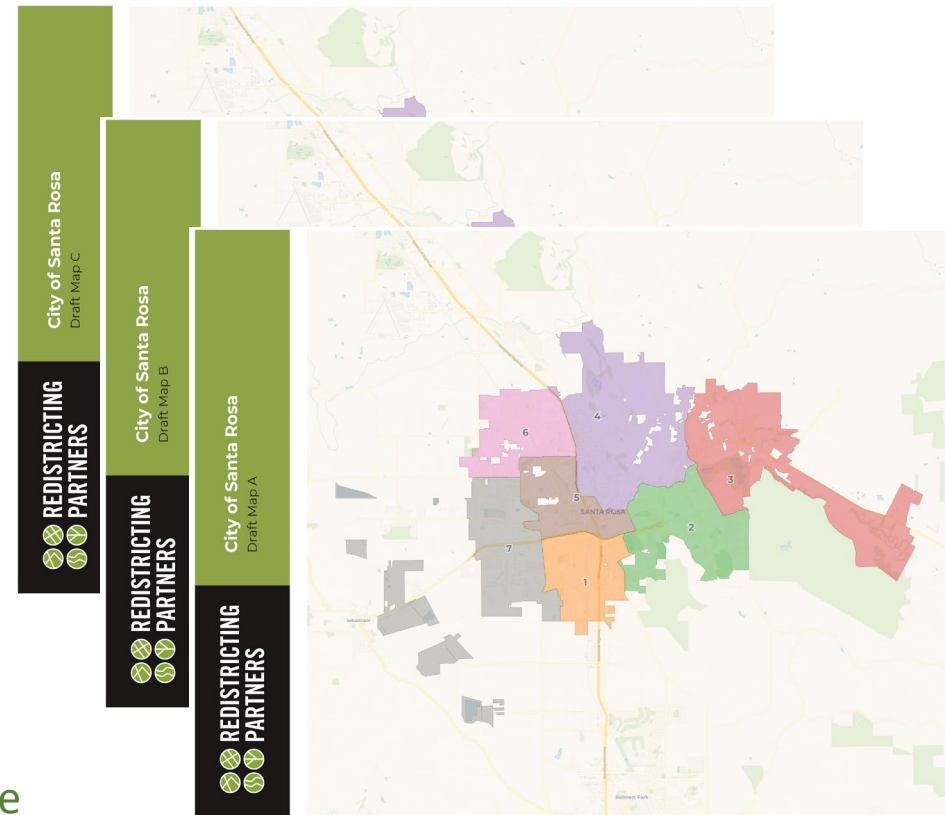 City of Santa Rosa
Draft Map C
REDISTRICTING
PARTNERS
City of Santa Rosa
Draft Map B
REDISTRICTING
PARTNERS
City of Santa Rosa
Draft Map A
REDISTRICTING
PARTNERS
6
4
3
5
SANTA ROSA
2
7
1
Sebastopol
Rohnert Park
e